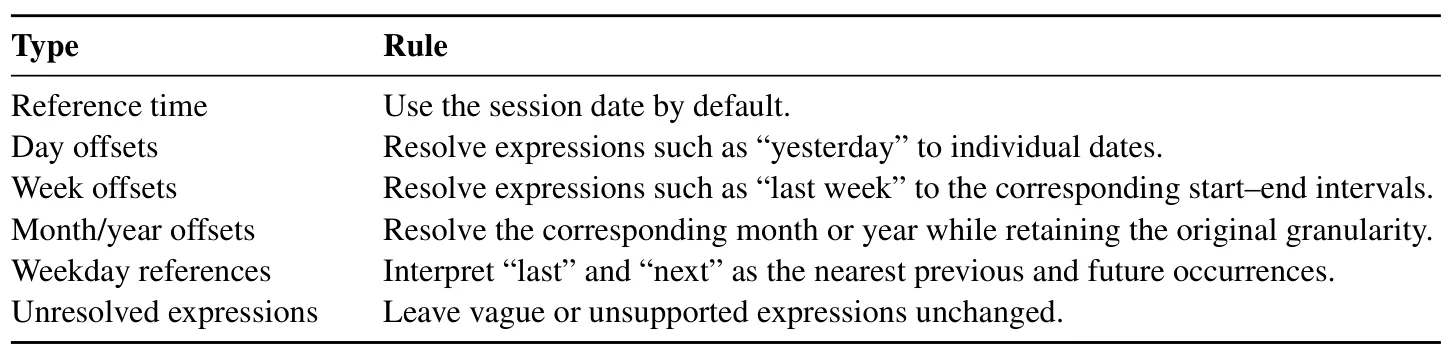 Type Rule
Reference time Use the session date by default.
Day offsets Resolve expressions such as “yesterday” to individual dates.
Week offsets Resolve expressions such as “last week” to the corresponding start–end intervals.
Month/year offsets Resolve the corresponding month or year while retaining the original granularity.
Weekday references Interpret “last” and “next” as the nearest previous and future occurrences.
Unresolved expressions Leave vague or unsupported expressions unchanged.